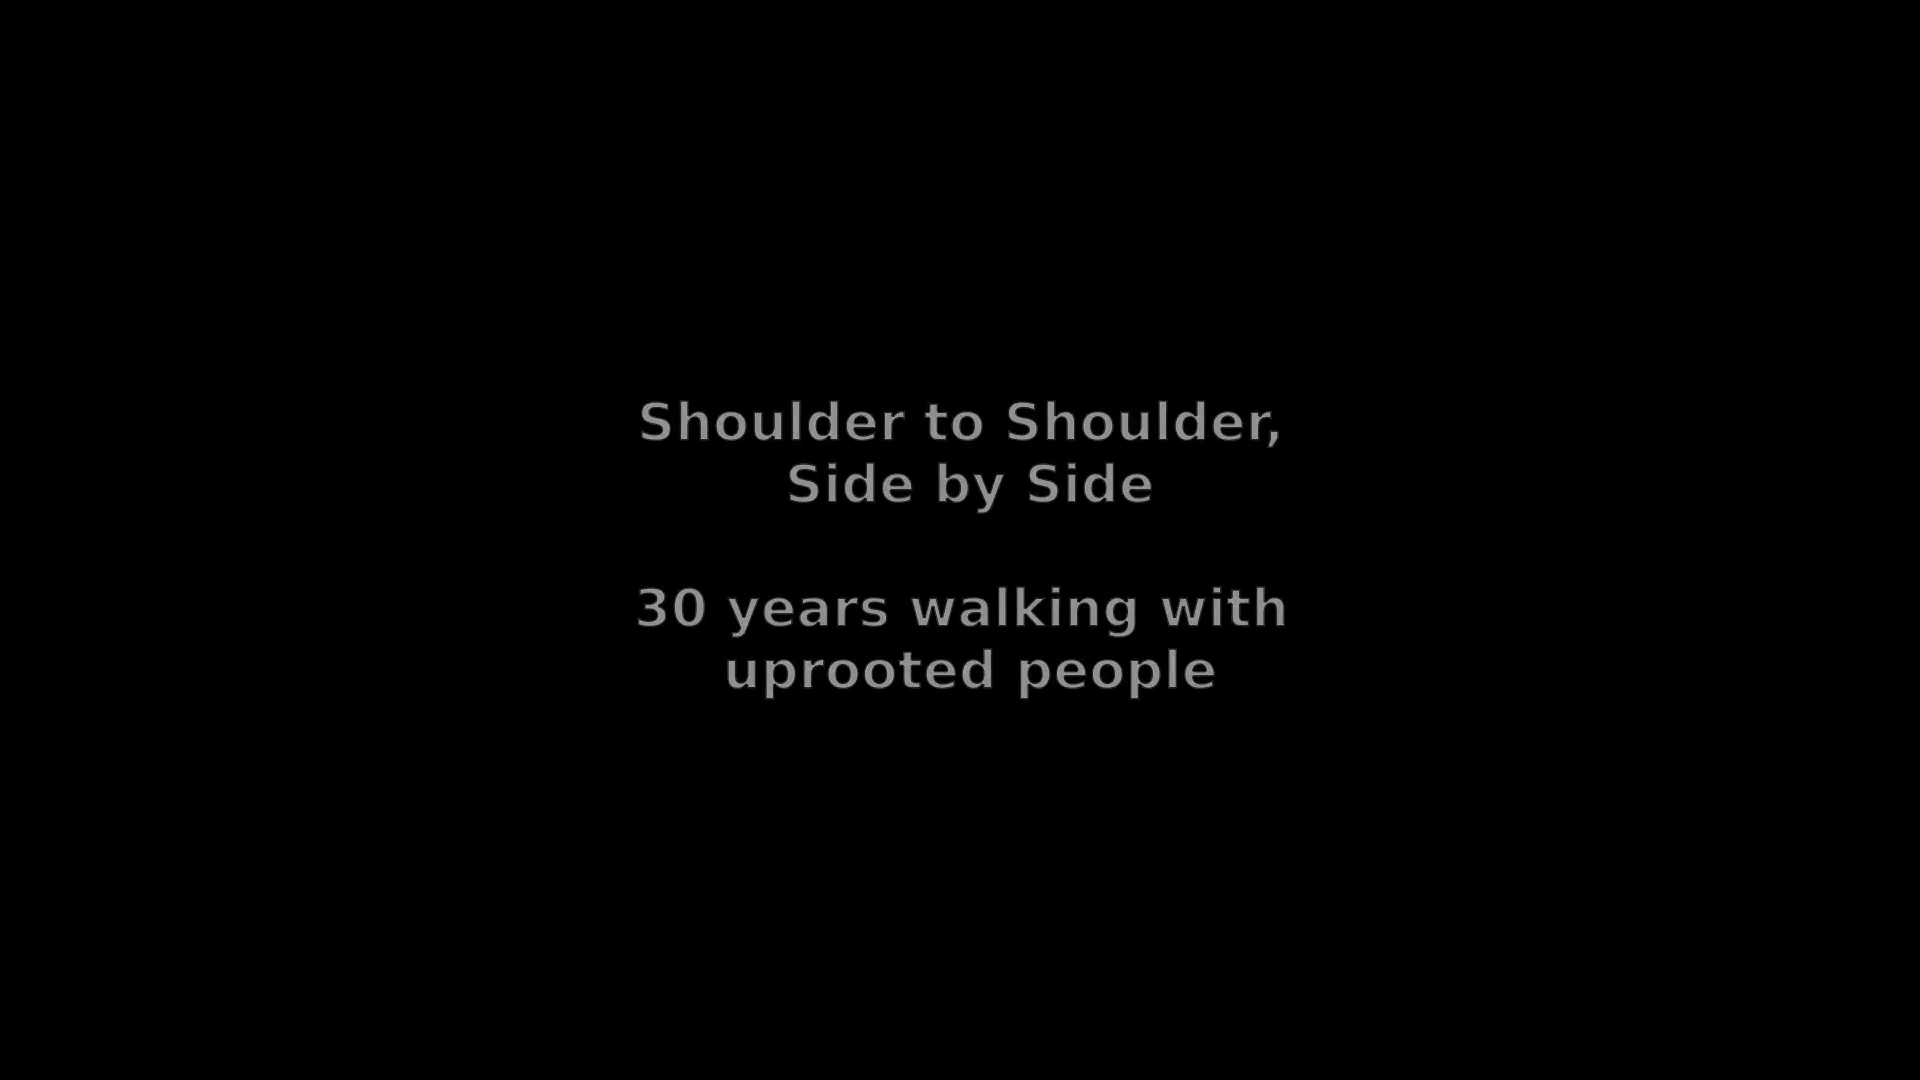 Shoulder to Shoulder,
Side by Side
30 years walking with
uprooted people